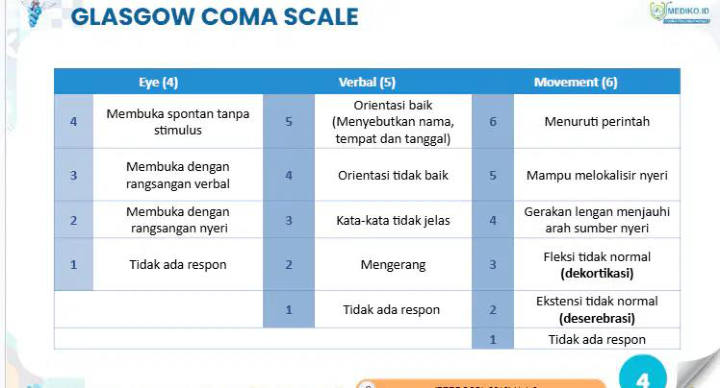 GLASGOW COMA SCALE
MEDIKO.ID
Eye (4) Verbal (5) Movement (6)
4 Membuka spontan tanpa stimulus 5 Orientasi baik (Menyebutkan nama, tempat dan tanggal) 6 Menuruti perintah
3 Membuka dengan rangsangan verbal 4 Orientasi tidak baik 5 Mampu melokalisir nyeri
2 Membuka dengan rangsangan nyeri 3 Kata-kata tidak jelas 4 Gerakan lengan menjauhi arah sumber nyeri
1 Tidak ada respon 2 Mengerang 3 Fleksi tidak normal (dekortikasi)
1 Tidak ada respon 2 Ekstensi tidak normal (deserebrasi)
1 Tidak ada respon
4